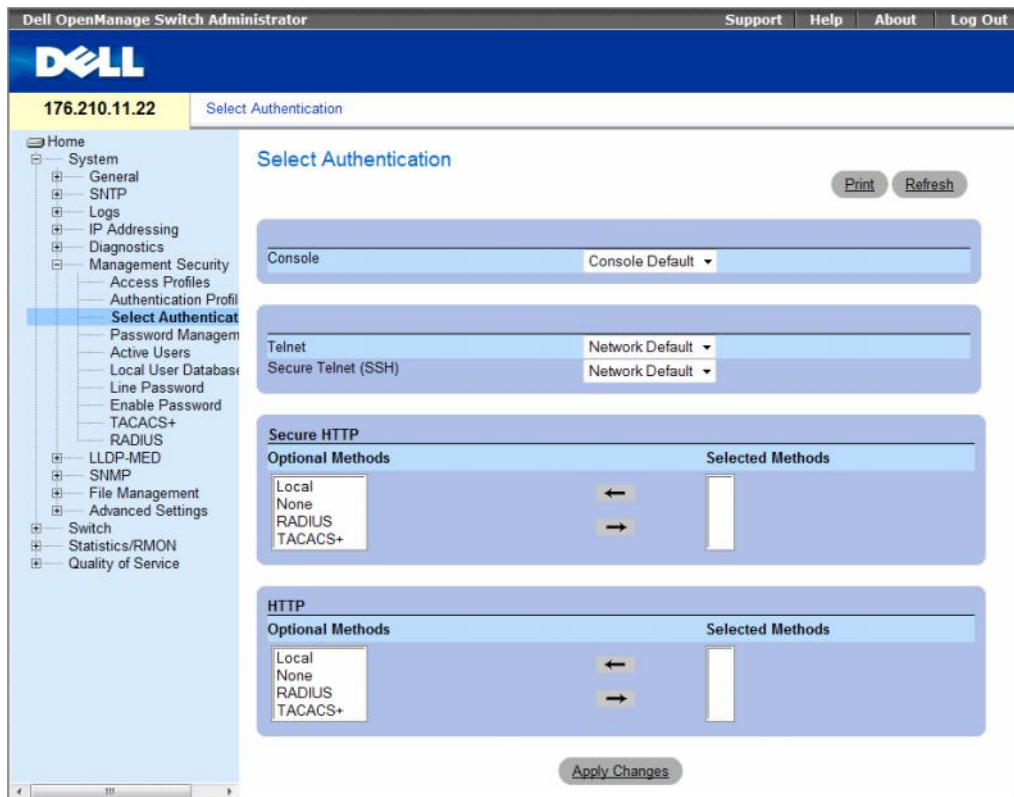 Dell OpenManage Switch Administrator
Support Help About Log Out
DELL
176.210.11.22
Select Authentication
Home
System
General
SNTP
Logs
IP Addressing
Diagnostics
Management Security
Access Profiles
Authentication Profil
Select Authenticat
Password Managem
Active Users
Local User Database
Line Password
Enable Password
TACACS+
RADIUS
LLDP-MED
SNMP
File Management
Advanced Settings
Switch
Statistics/RMON
Quality of Service
Select Authentication
Print Refresh
Console Console Default
Telnet Network Default
Secure Telnet (SSH) Network Default
Secure HTTP
Optional Methods Selected Methods
Local
None
RADIUS
TACACS+
HTTP
Optional Methods Selected Methods
Local
None
RADIUS
TACACS+
Apply Changes